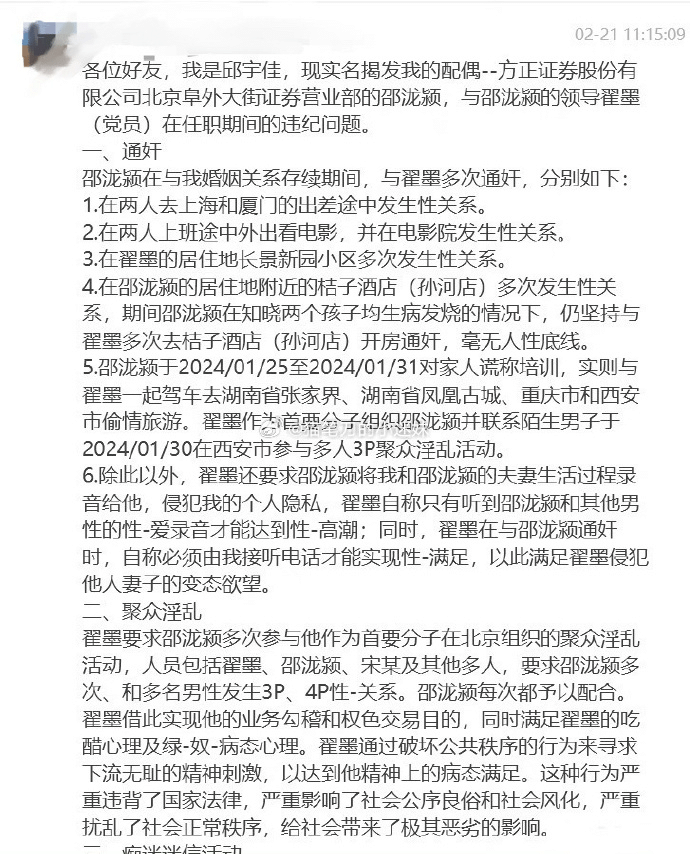 02-21 11:15:09
各位好友，我是邱宇佳，现实名揭发我的配偶--方正证券股份有
限公司北京阜外大街证券营业部的邵泷颍，与邵泷颍的领导翟墨
（党员）在任职期间的违纪问题。
一、通奸
邵泷颍在与我婚姻关系存续期间，与翟墨多次通奸，分别如下：
1.在两人去上海和厦门的出差途中发生性关系。
2.在两人上班途中外出看电影，并在电影院发生性关系。
3.在翟墨的居住地长景新园小区多次发生性关系。
4.在邵泷颍的居住地附近的桔子酒店（孙河店）多次发生性关
系，期间邵泷颍在知晓两个孩子均生病发烧的情况下，仍坚持与
翟墨多次去桔子酒店（孙河店）开房通奸，毫无人性底线。
5.邵泷颍于2024/01/25至2024/01/31对家人谎称培训，实则与
翟墨一起驾车去湖南省张家界、湖南省凤凰古城、重庆市和西安
市偷情旅游。翟墨作为首要分子组织邵泷颍并联系陌生男子于
2024/01/30在西安市参与多人3P聚众淫乱活动。
6.除此以外，翟墨还要求邵泷颍将我和邵泷颍的夫妻生活过程录
音给他，侵犯我的个人隐私，翟墨自称只有听到邵泷颍和其他男
性的性-爱录音才能达到性-高潮；同时，翟墨在与邵泷颍通奸
时，自称必须由我接听电话才能实现性-满足，以此满足翟墨侵犯
他人妻子的变态欲望。
二、聚众淫乱
翟墨要求邵泷颍多次参与他作为首要分子在北京组织的聚众淫乱
活动，人员包括翟墨、邵泷颍、宋某及其他多人，要求邵泷颍多
次、和多名男性发生3P、4P性-关系。邵泷颍每次都予以配合。
翟墨借此实现他的业务勾稽和权色交易目的，同时满足翟墨的吃
醋心理及绿-奴-病态心理。翟墨通过破坏公共秩序的行为来寻求
下流无耻的精神刺激，以达到他精神上的病态满足。这种行为严
重违背了国家法律，严重影响了社会公序良俗和社会风化，严重
扰乱了社会正常秩序，给社会带来了极其恶劣的影响。